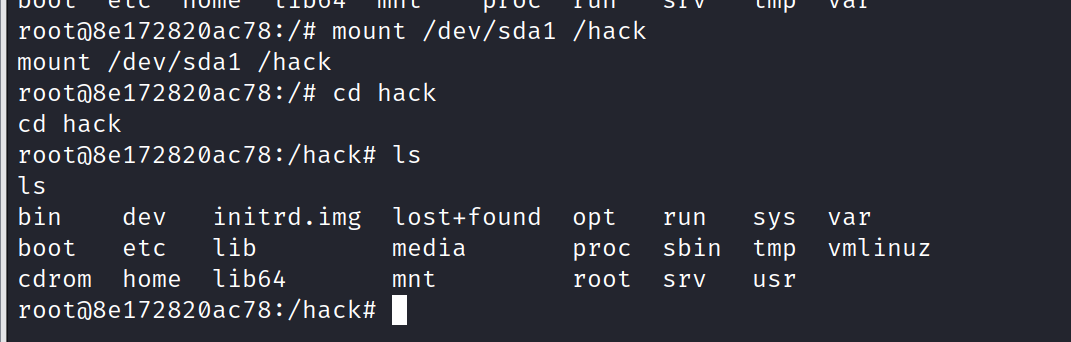 boot etc home lib64 mnt proc run srv tmp var
root@8e172820ac78:/# mount /dev/sda1 /hack
mount /dev/sda1 /hack
root@8e172820ac78:/# cd hack
cd hack
root@8e172820ac78:/hack# ls
ls
bin dev initrd.img lost+found opt run sys var
boot etc lib media proc sbin tmp vmlinuz
cdrom home lib64 mnt root srv usr
root@8e172820ac78:/hack#